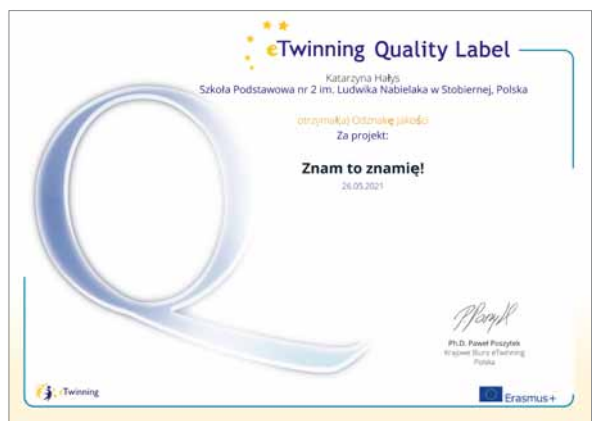 eTwinning Quality Label
Katarzyna Hałys
Szkoła Podstawowa nr 2 im. Ludwika Nabielaka w Stobiernej, Polska
otrzymał(a) Odznakę Jakości
Za projekt:
Znam to znamię!
26.05.2021
Ph.D. Paweł Poszytek
Krajowe Biuro eTwinning
Polska
eTwinning
Erasmus+